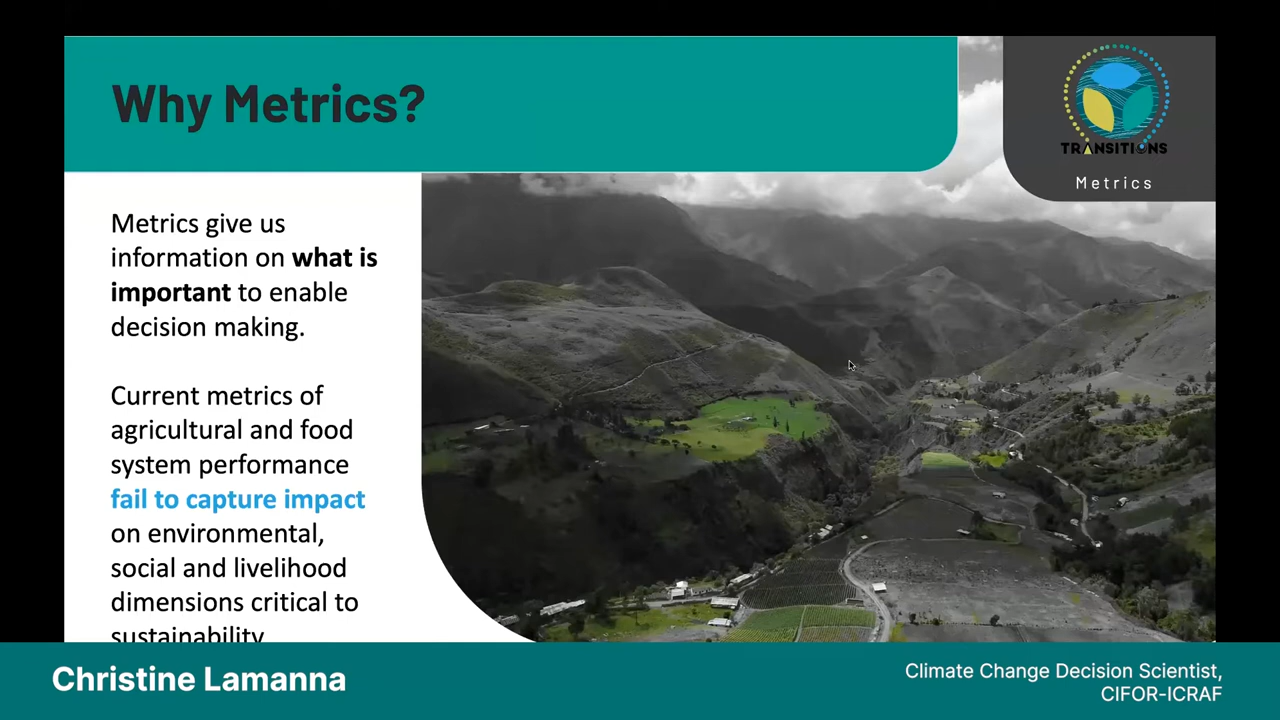 Why Metrics?
TRANSITIONS
Metrics
Metrics give us
information on what is
important to enable
decision making.
Current metrics of
agricultural and food
system performance
fail to capture impact
on environmental,
social and livelihood
dimensions critical to
sustainability
Christine Lamanna
Climate Change Decision Scientist,
CIFOR-ICRAF